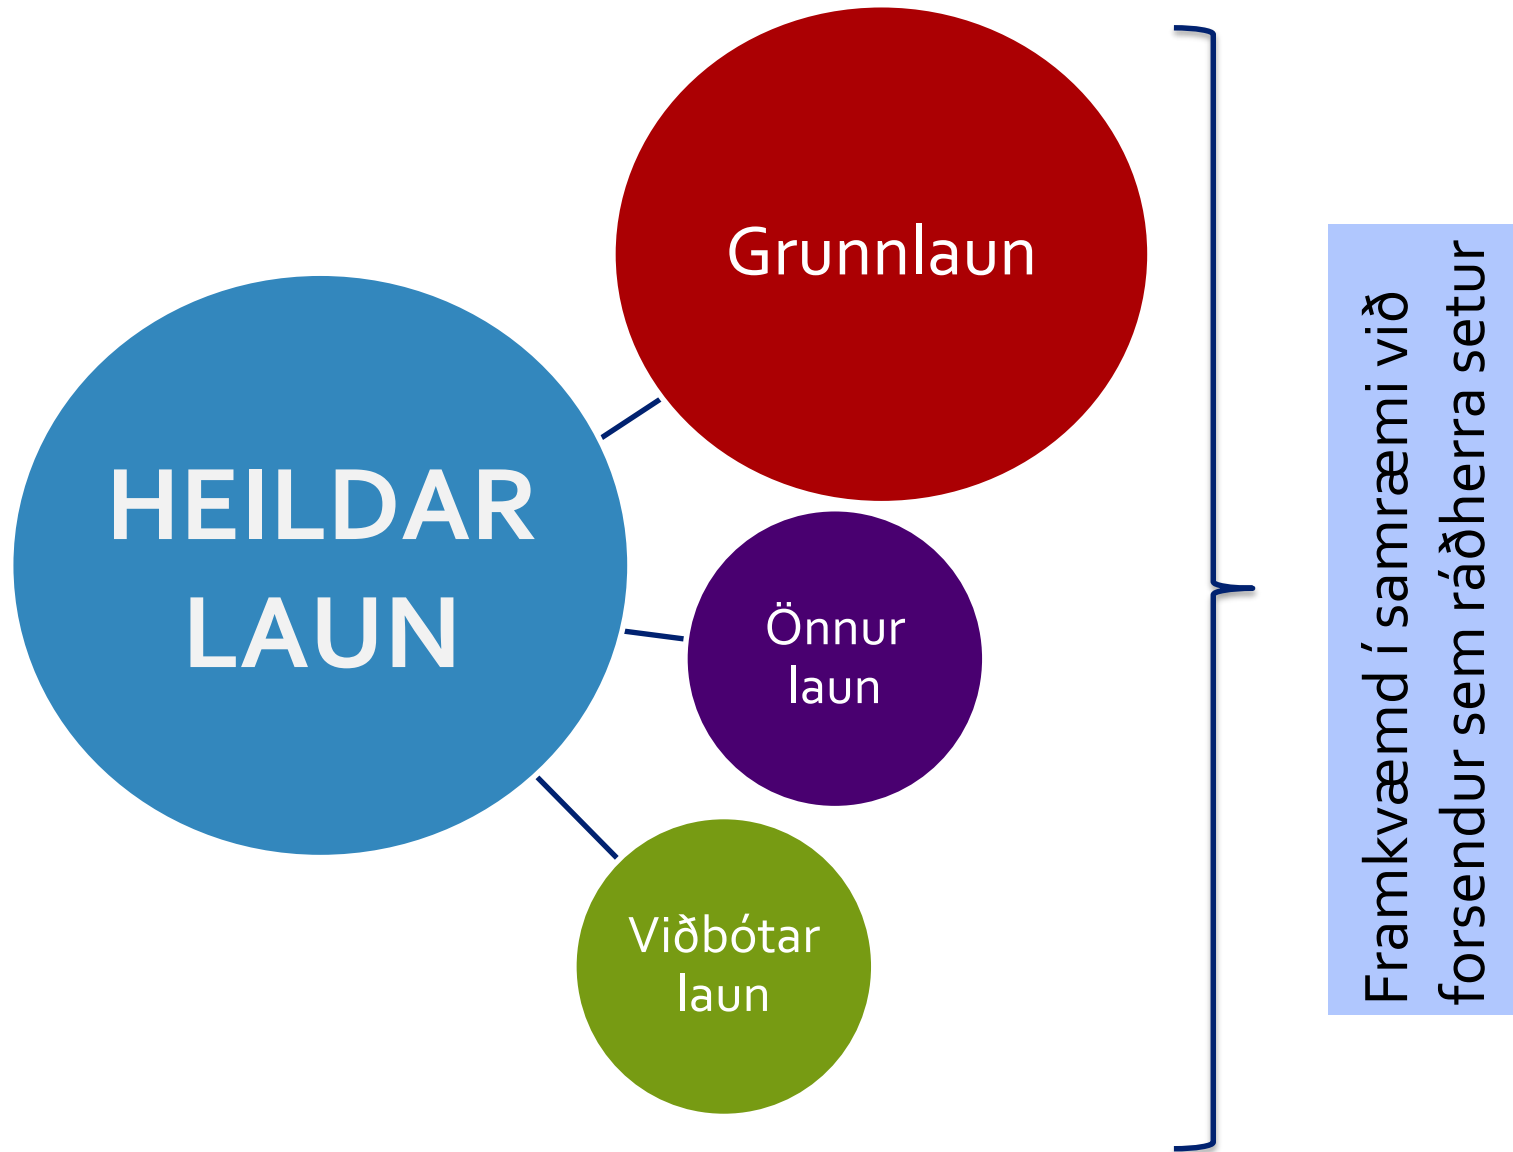 HEILDAR
LAUN
Grunnlaun
Önnur
laun
Viðbótar
laun
Framkvæmd í samræmi við
forsendur sem ráðherra setur